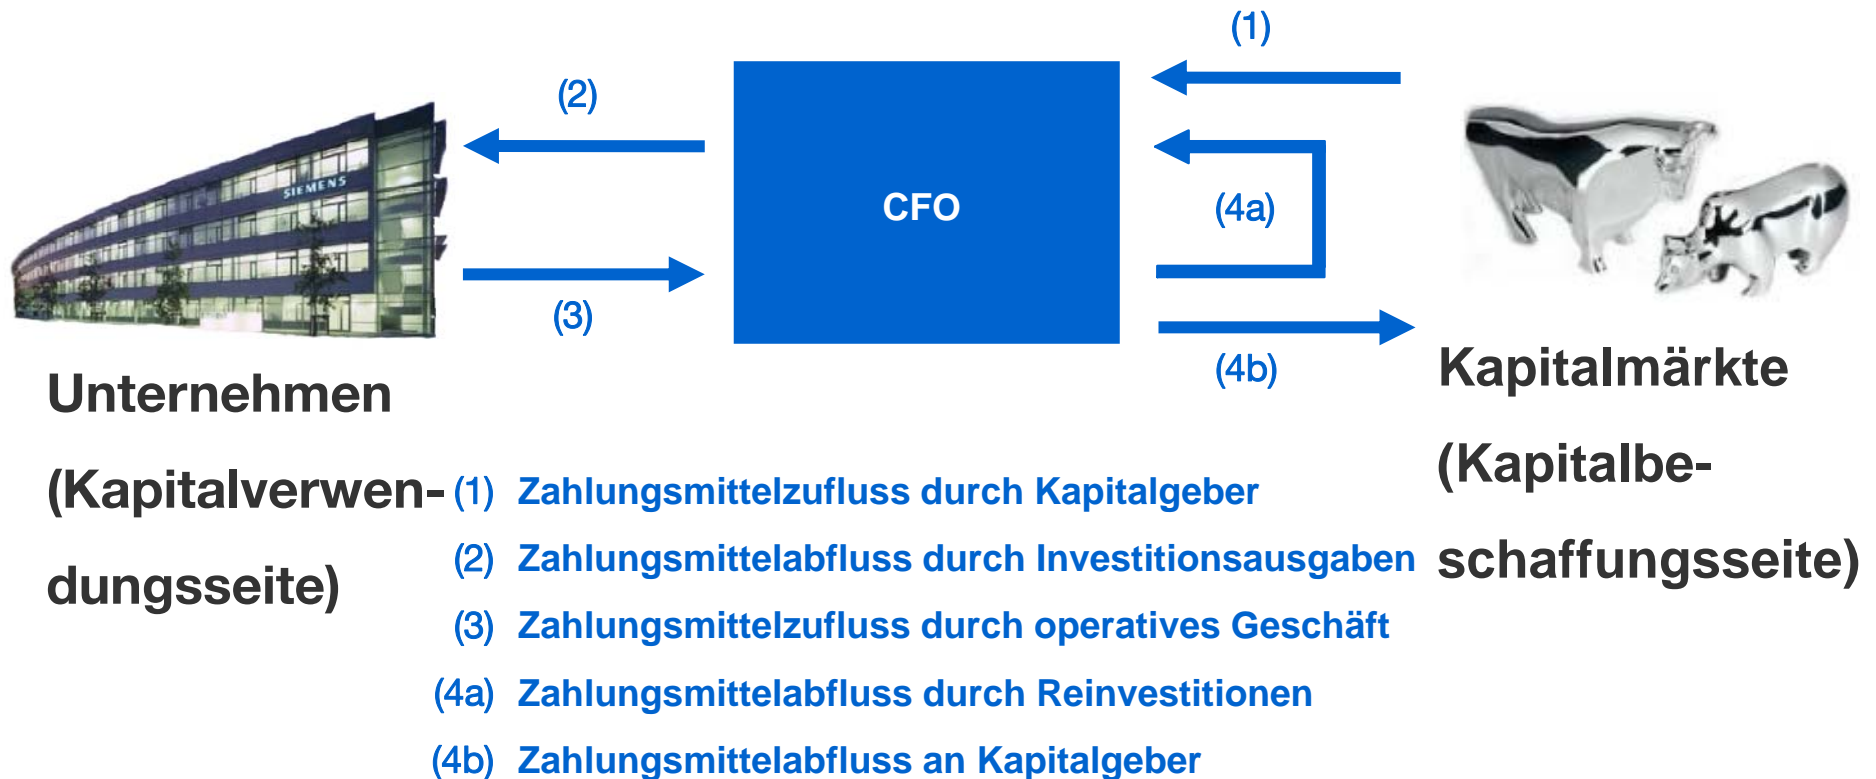 (1)
(2)
SIEMENS
CFO
(4a)
(3)
(4b)
Unternehmen
(Kapitalverwen-
dungsseite)
Kapitalmärkte
(Kapitalbe-
schaffungsseite)
(1) Zahlungsmittelzufluss durch Kapitalgeber
(2) Zahlungsmittelabfluss durch Investitionsausgaben
(3) Zahlungsmittelzufluss durch operatives Geschäft
(4a) Zahlungsmittelabfluss durch Reinvestitionen
(4b) Zahlungsmittelabfluss an Kapitalgeber